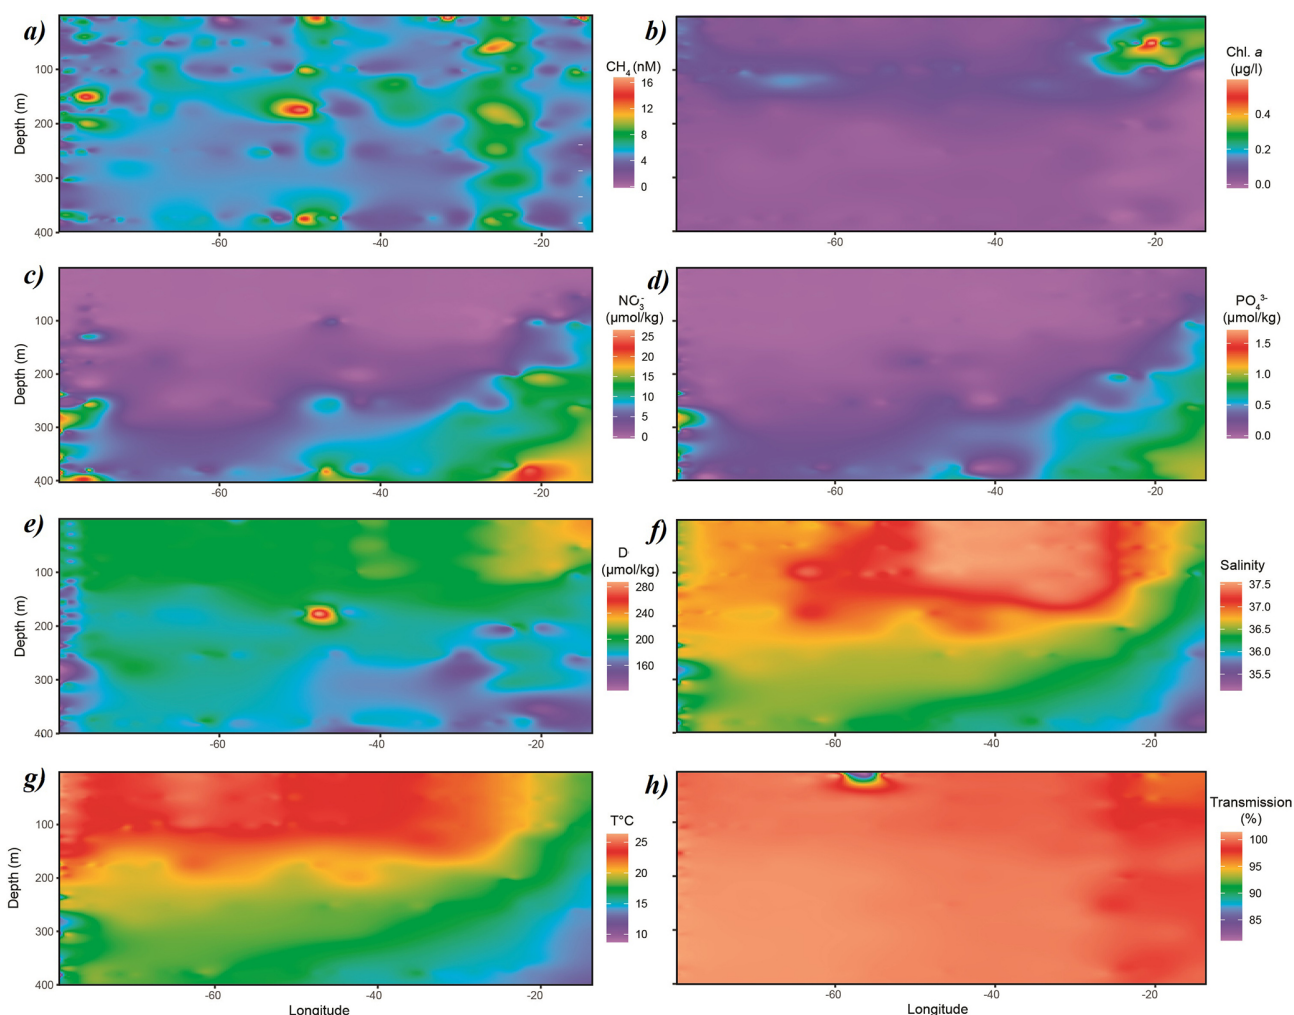 a)
Depth (m)
100
200
300
400
-60
-40
-20
CH4(nM)
16
12
8
4
0
b)
-60
-40
-20
Chl. a
(µg/l)
0.4
0.2
0.0
c)
Depth (m)
100
200
300
400
-60
-40
-20
NO3-
(µmol/kg)
25
20
15
10
5
0
d)
-60
-40
-20
PO43-
(µmol/kg)
1.5
1.0
0.5
0.0
e)
Depth (m)
100
200
300
400
-60
-40
-20
D
(µmol/kg)
280
240
200
160
f)
-60
-40
-20
Salinity
37.5
37.0
36.5
36.0
35.5
g)
Depth (m)
100
200
300
400
-60
-40
-20
Longitude
T°C
25
20
15
10
h)
-60
-40
-20
Longitude
Transmission
(%)
100
95
90
85